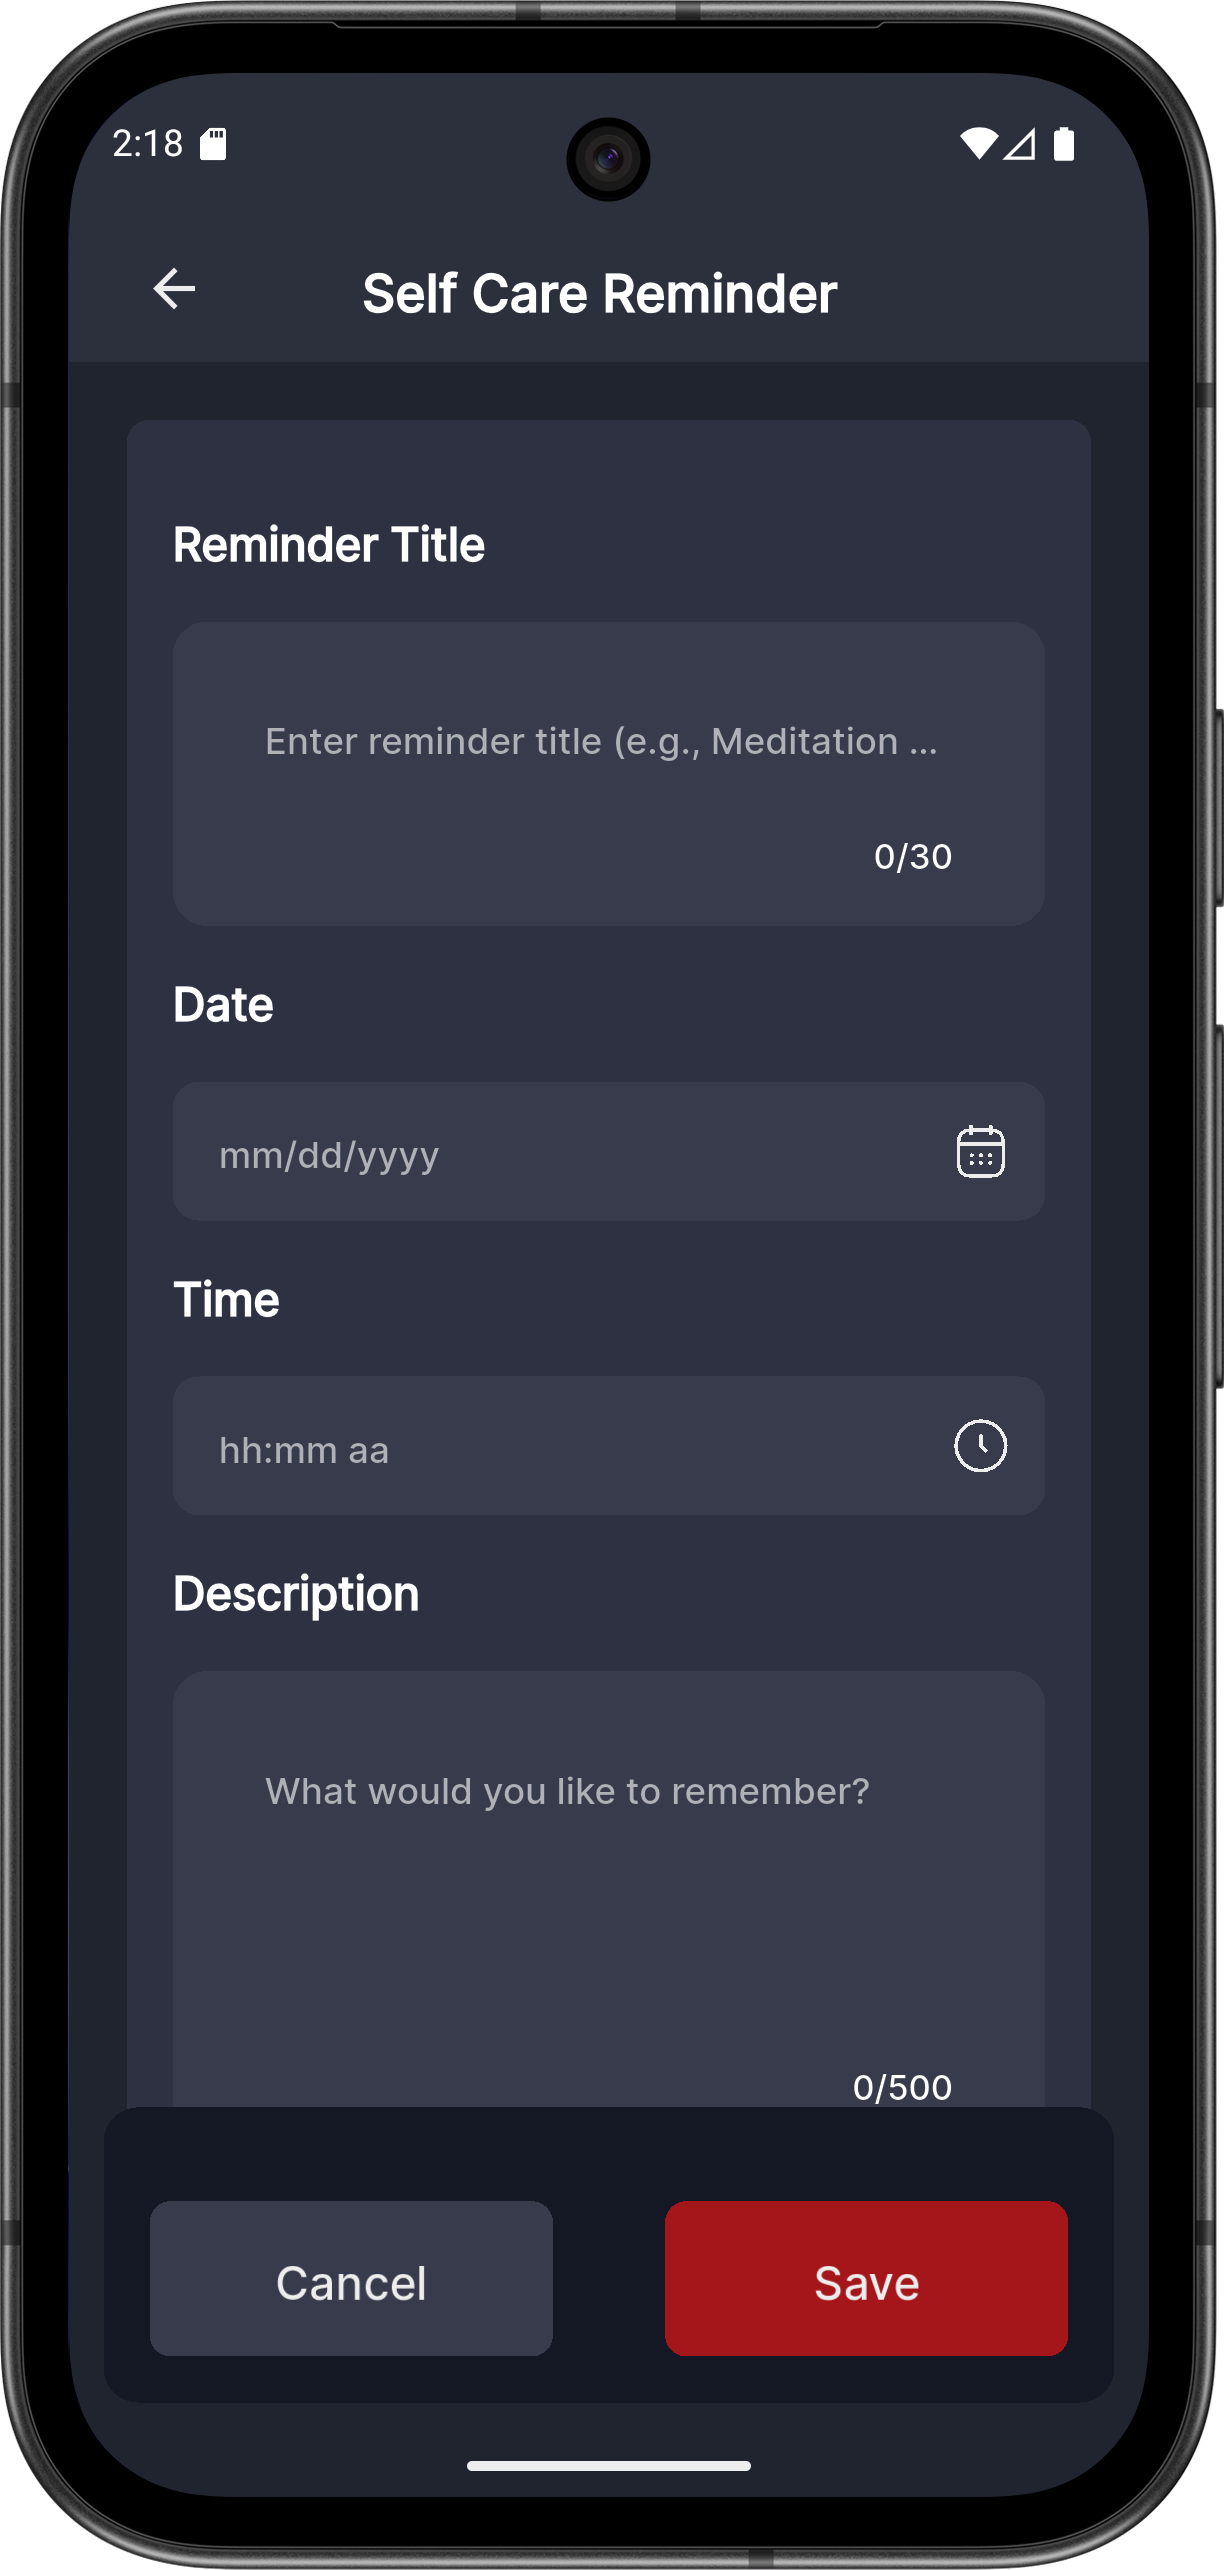 2:18
Self Care Reminder
Reminder Title
Enter reminder title (e.g., Meditation ...
0/30
Date
mm/dd/yyyy
Time
hh:mm aa
Description
What would you like to remember?
0/500
Cancel
Save